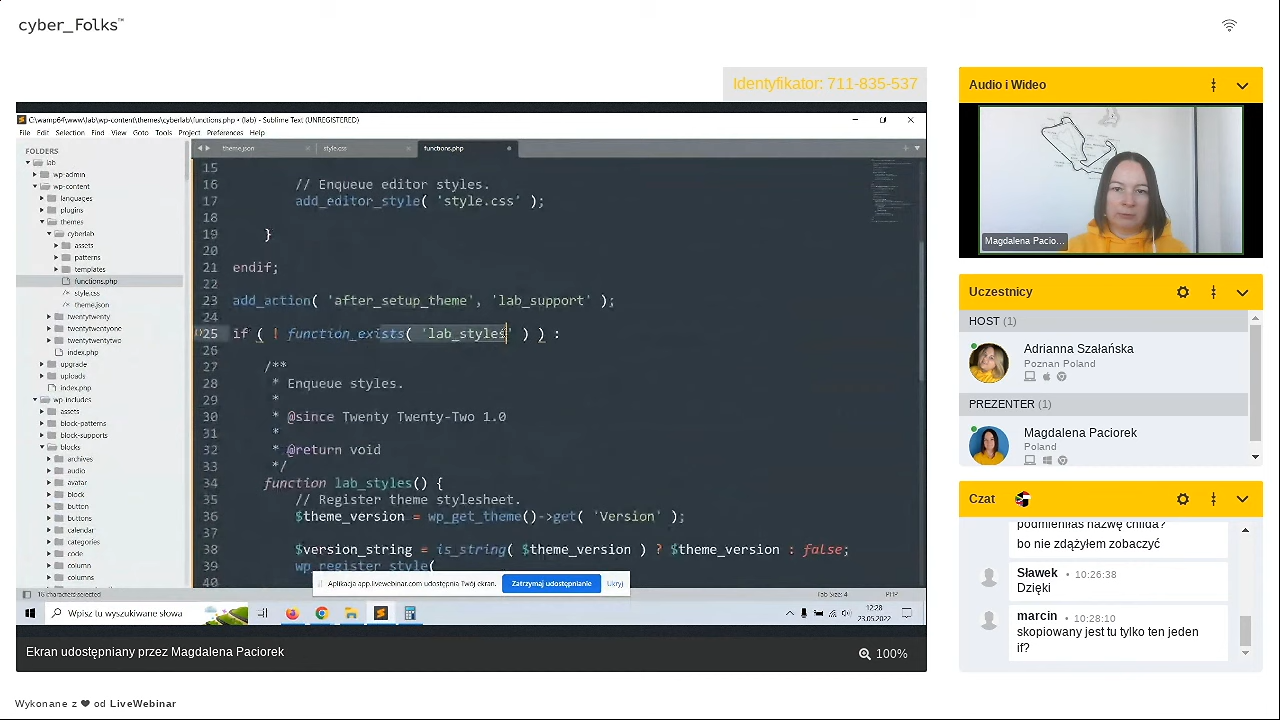 cyber_Folks™
Identyfikator: 711-835-537
C:\wamp64\www\lab\wp-content\themes\cyberlab\functions.php • (lab) - Sublime Text (UNREGISTERED)
File Edit Selection Find View Goto Tools Project Preferences Help
FOLDERS
lab
wp-admin
wp-content
languages
plugins
themes
cyberlab
assets
patterns
templates
functions.php
style.css
theme.json
twentytwenty
twentytwentyone
twentytwentytwo
index.php
upgrade
uploads
index.php
wp-includes
assets
block-patterns
block-supports
blocks
archives
audio
avatar
block
button
buttons
calendar
categories
code
column
columns
theme.json
style.css
functions.php
15
16 // Enqueue editor styles.
17 add_editor_style( 'style.css' );
18
19 }
20
21 endif;
22
23 add_action( 'after_setup_theme', 'lab_support' );
24
25 if ( ! function_exists( 'lab_styles' ) ) :
26
27 /**
28 * Enqueue styles.
29 *
30 * @since Twenty Twenty-Two 1.0
31 *
32 * @return void
33 */
34 function lab_styles() {
35 // Register theme stylesheet.
36 $theme_version = wp_get_theme()->get( 'Version' );
37
38 $version_string = is_string( $theme_version ) ? $theme_version : false;
39 wp_register_style(
40
Aplikacja app.livewebinar.com udostępnia Twój ekran.
Zatrzymaj udostępnianie
Ukryj
16 characters selected
Tab Size: 4
PHP
Wpisz tu wyszukiwane słowa
23.05.2022
Ekran udostępniany przez Magdalena Paciorek
100%
Wykonane z ❤ od LiveWebinar
Audio i Wideo
Magdalena Pacio...
Uczestnicy
HOST (1)
Adrianna Szałańska
Poznan Poland
PREZENTER (1)
Magdalena Paciorek
Poland
Czat
podmieniłaś nazwę childa?
bo nie zdążyłem zobaczyć
Sławek • 10:26:38
Dzięki
marcin • 10:28:10
skopiowany jest tu tylko ten jeden
if?